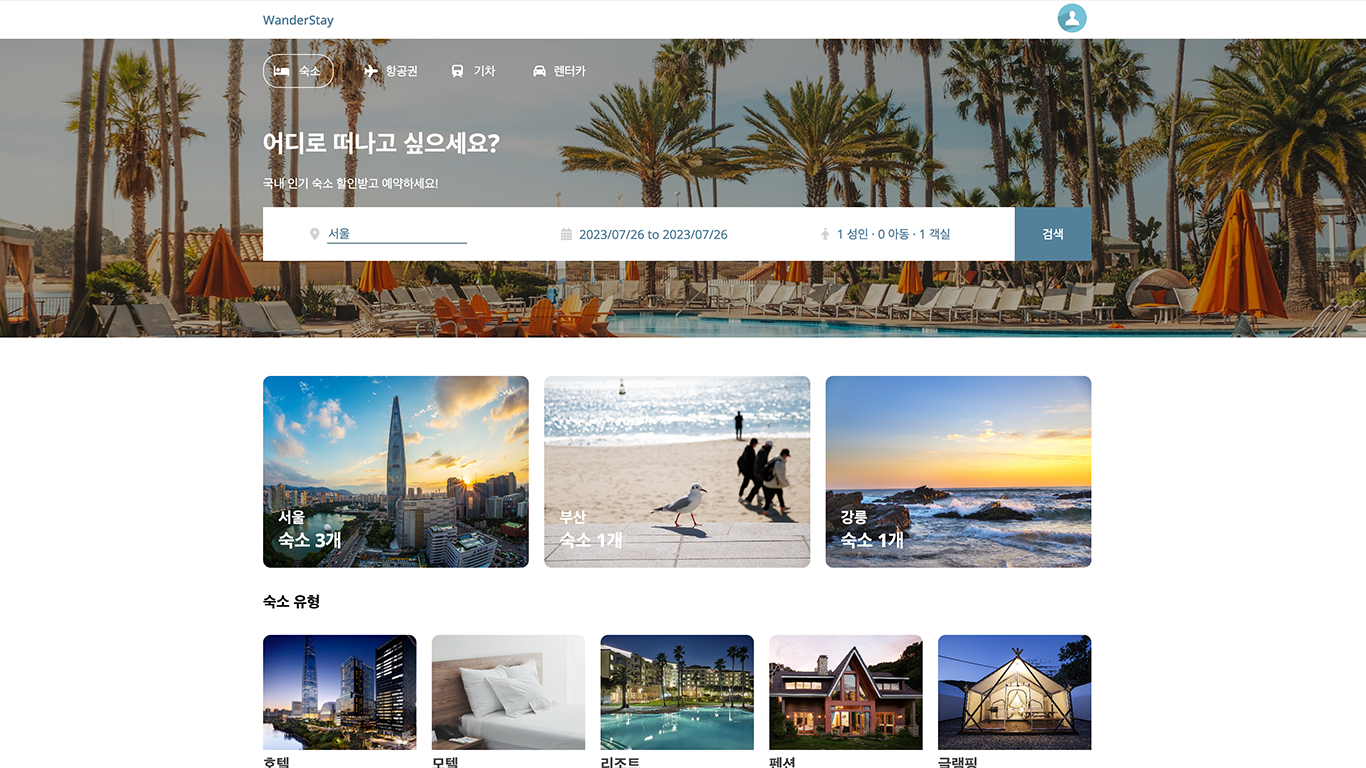 WanderStay
숙소 항공권 기차 렌터카
어디로 떠나고 싶으세요?
국내 인기 숙소 할인받고 예약하세요!
서울 2023/07/26 to 2023/07/26 1 성인 · 0 아동 · 1 객실 검색
서울
숙소 3개
부산
숙소 1개
강릉
숙소 1개
숙소 유형
호텔 모텔 리조트 펜션 글램핑